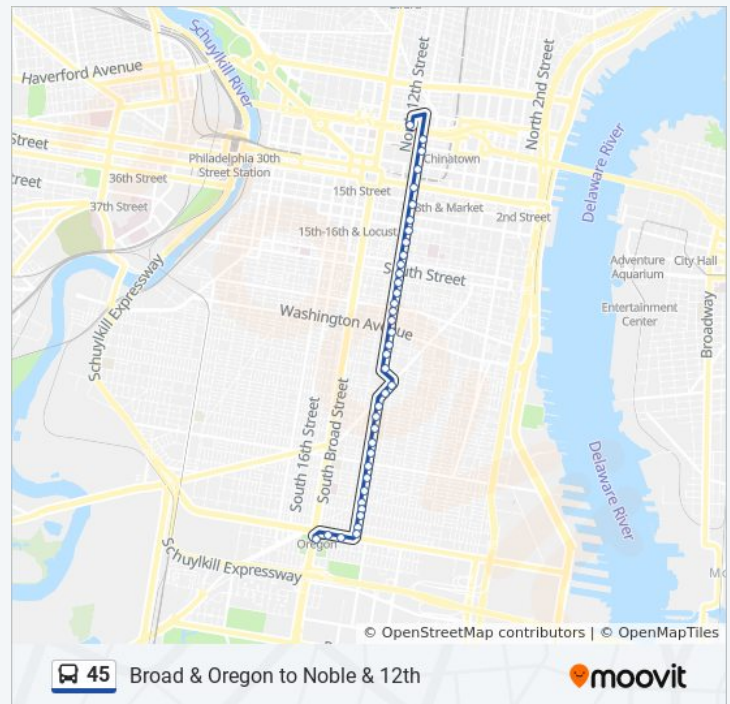 Schuylkill River
Haverford Avenue
North 12th Street
North 2nd Street
Street
Philadelphia 30th
Street Station
Chinatown
Delaware River
36th Street
15th Street
37th Street
8th & Market
2nd Street
15th-16th & Locust
South Street
Adventure
Aquarium
City Hall
Entertainment
Center
Broadway
Washington Avenue
Schuylkill Expressway
South 16th Street
South Broad Street
Delaware River
Oregon
Schuylkill Expressway
© OpenStreetMap contributors | © OpenMapTiles
45 Broad & Oregon to Noble & 12th
moovit